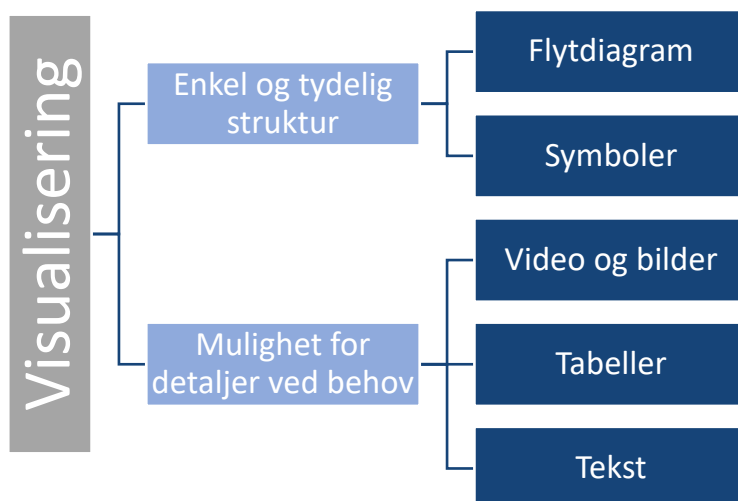 Visualisering
Enkel og tydelig
struktur
Flytdiagram
Symboler
Mulighet for
detaljer ved behov
Video og bilder
Tabeller
Tekst